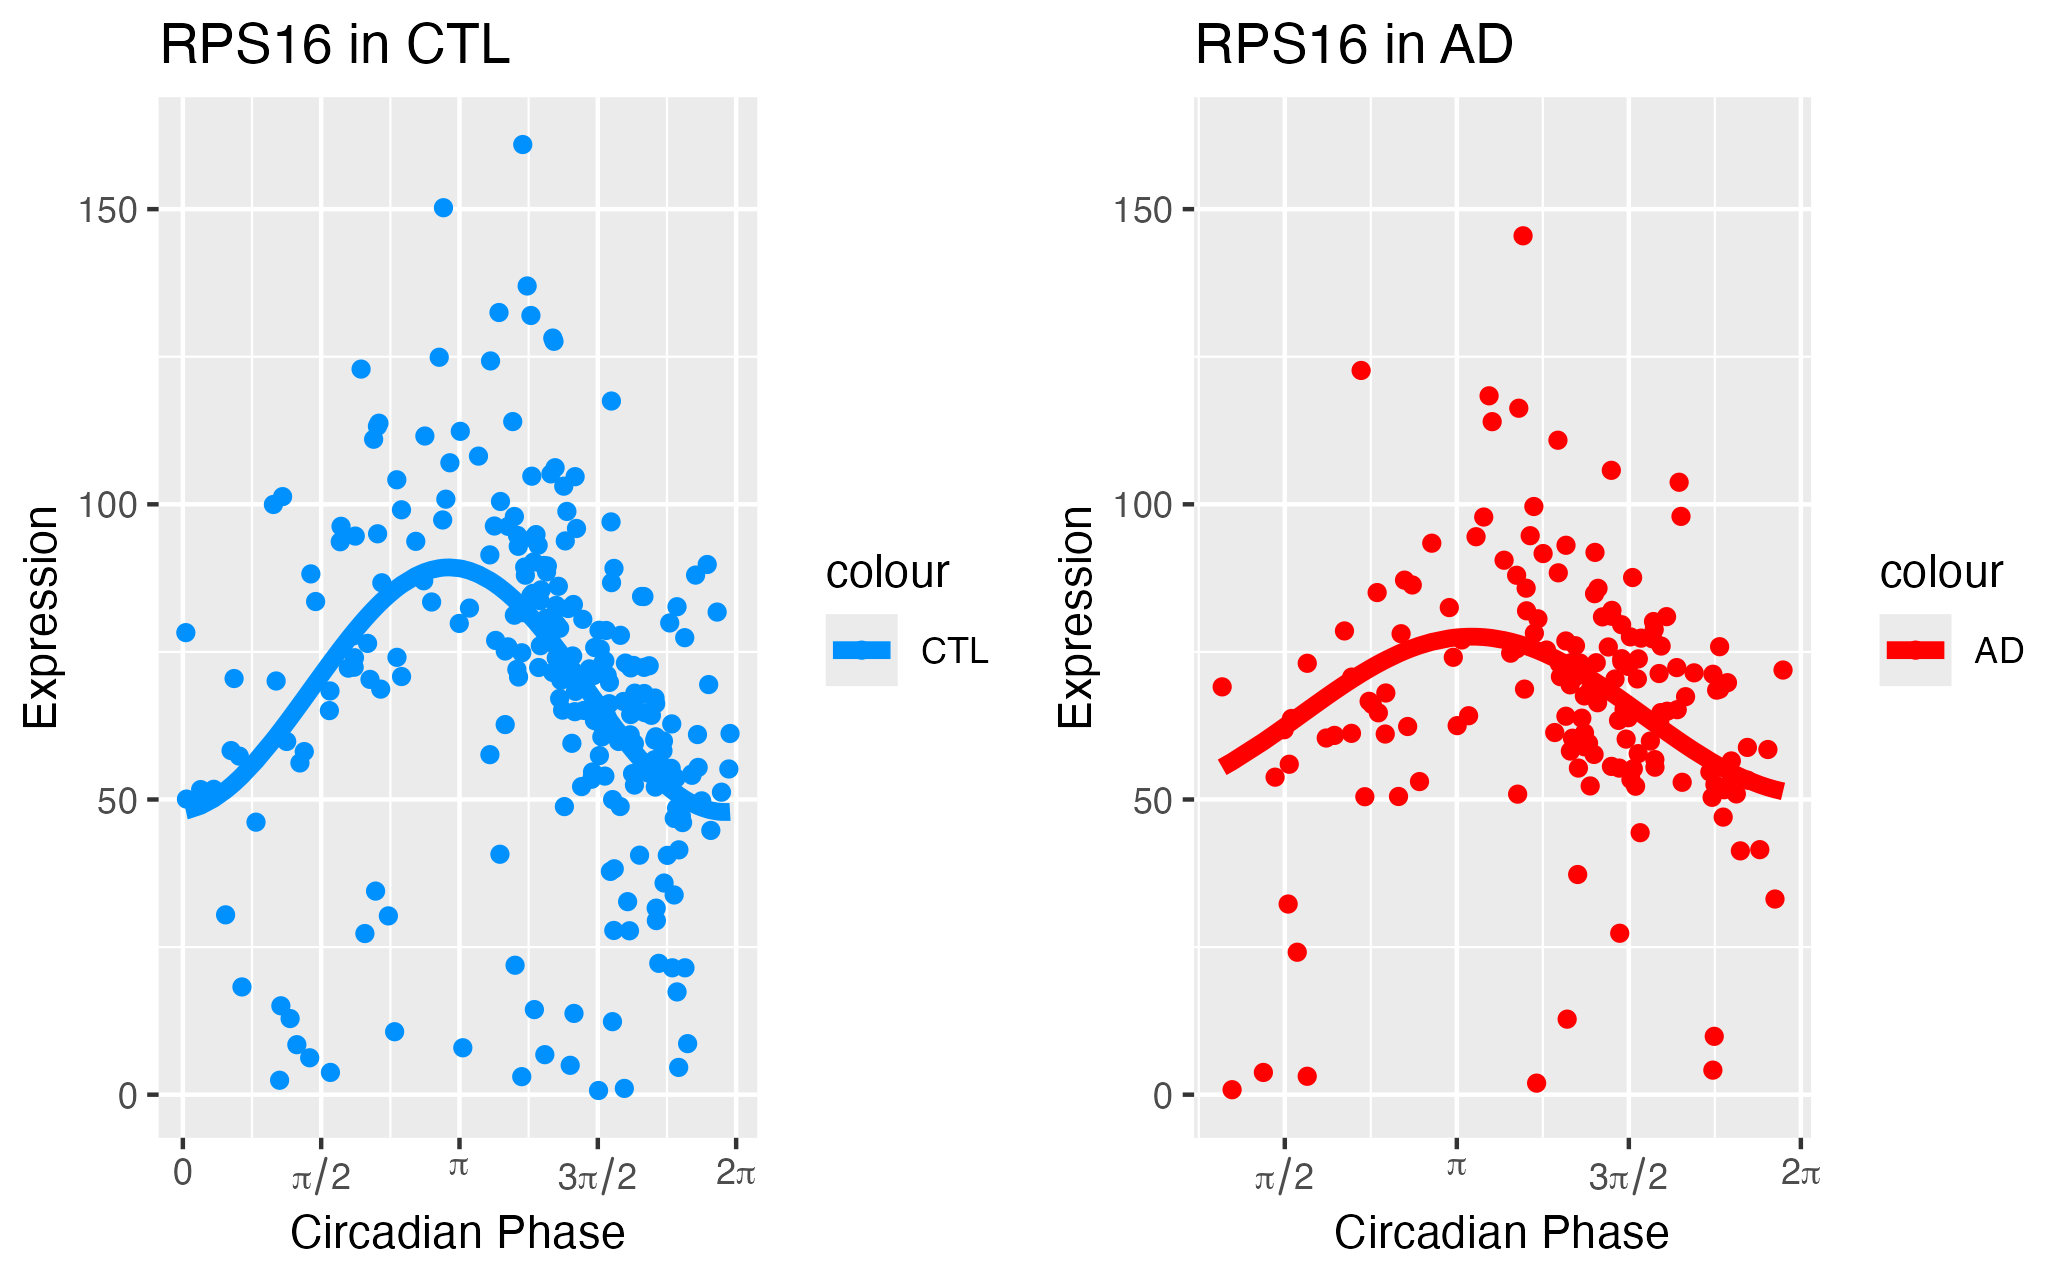 RPS16 in CTL
Expression
150
100
50
0
0 π/2 π 3π/2 2π
Circadian Phase
colour
CTL
RPS16 in AD
Expression
150
100
50
0
π/2 π 3π/2 2π
Circadian Phase
colour
AD